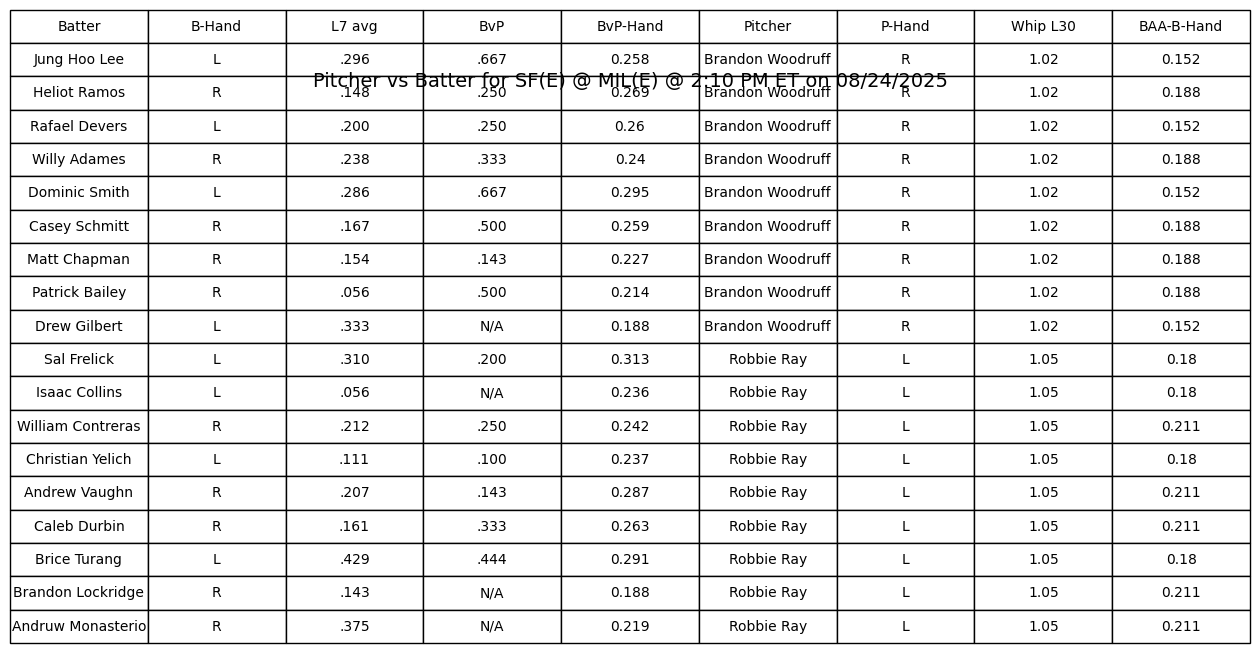 Batter B-Hand L7 avg BvP BvP-Hand Pitcher P-Hand Whip L30 BAA-B-Hand
Jung Hoo Lee L .296 .667 0.258 Brandon Woodruff R 1.02 0.152
Pitcher vs Batter for SF(E) @ MIL(E) @ 2:10 PM ET on 08/24/2025
Heliot Ramos R .148 .250 0.269 Brandon Woodruff R 1.02 0.188
Rafael Devers L .200 .250 0.26 Brandon Woodruff R 1.02 0.152
Willy Adames R .238 .333 0.24 Brandon Woodruff R 1.02 0.188
Dominic Smith L .286 .667 0.295 Brandon Woodruff R 1.02 0.152
Casey Schmitt R .167 .500 0.259 Brandon Woodruff R 1.02 0.188
Matt Chapman R .154 .143 0.227 Brandon Woodruff R 1.02 0.188
Patrick Bailey R .056 .500 0.214 Brandon Woodruff R 1.02 0.188
Drew Gilbert L .333 N/A 0.188 Brandon Woodruff R 1.02 0.152
Sal Frelick L .310 .200 0.313 Robbie Ray L 1.05 0.18
Isaac Collins L .056 N/A 0.236 Robbie Ray L 1.05 0.18
William Contreras R .212 .250 0.242 Robbie Ray L 1.05 0.211
Christian Yelich L .111 .100 0.237 Robbie Ray L 1.05 0.18
Andrew Vaughn R .207 .143 0.287 Robbie Ray L 1.05 0.211
Caleb Durbin R .161 .333 0.263 Robbie Ray L 1.05 0.211
Brice Turang L .429 .444 0.291 Robbie Ray L 1.05 0.18
Brandon Lockridge R .143 N/A 0.188 Robbie Ray L 1.05 0.211
Andruw Monasterio R .375 N/A 0.219 Robbie Ray L 1.05 0.211